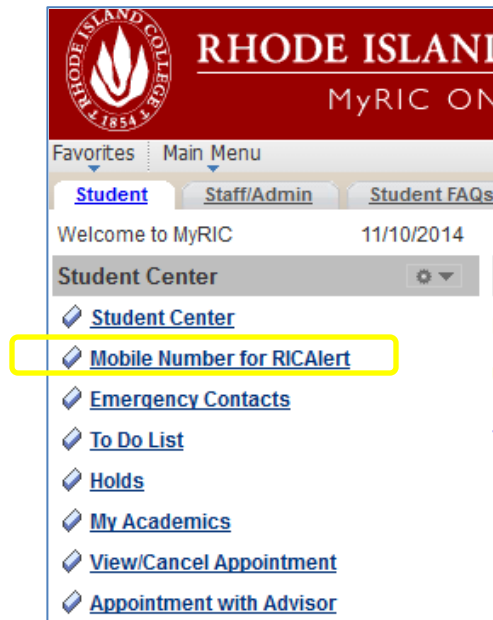 RHODE ISLAND COLLEGE
1854
RHODE ISLAND
MyRIC ON
Favorites Main Menu
Student Staff/Admin Student FAQs
Welcome to MyRIC 11/10/2014
Student Center
Student Center
Mobile Number for RICAlert
Emergency Contacts
To Do List
Holds
My Academics
View/Cancel Appointment
Appointment with Advisor